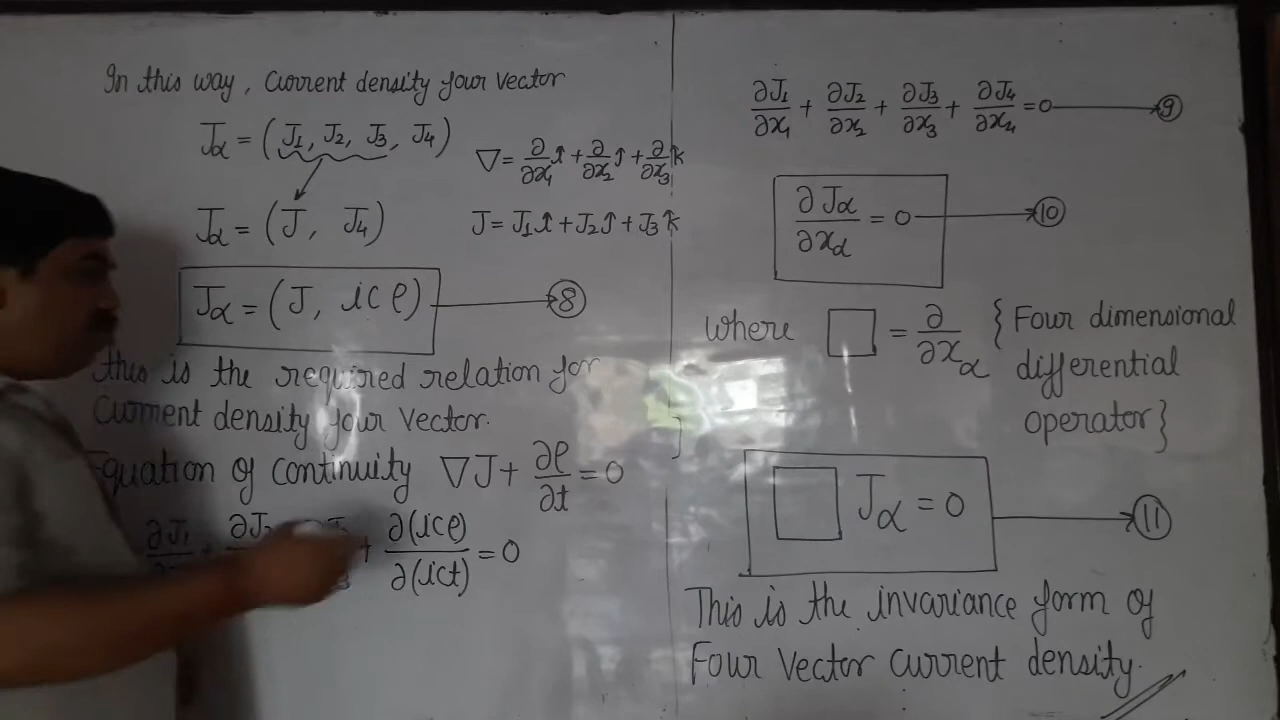 In this way, Current density four vector
Jα = (J1, J2, J3, J4)
∇ = ∂/∂x1 î + ∂/∂x2 ĵ + ∂/∂x3 k̂
Jα = (J, J4)
J = J1 î + J2 ĵ + J3 k̂
Jα = (J, icρ) → 8
this is the required relation for
Current density four vector.
Equation of continuity ∇J + ∂ρ/∂t = 0
∂J1 + ∂J2 + ∂(icρ)/∂(ict) = 0
∂J1/∂x1 + ∂J2/∂x2 + ∂J3/∂x3 + ∂J4/∂x4 = 0 → 9
∂Jα/∂xα = 0 → 10
where □ = ∂/∂xα {Four dimensional
differential
operator}
□ Jα = 0 → 11
This is the invariance form of
Four vector current density.